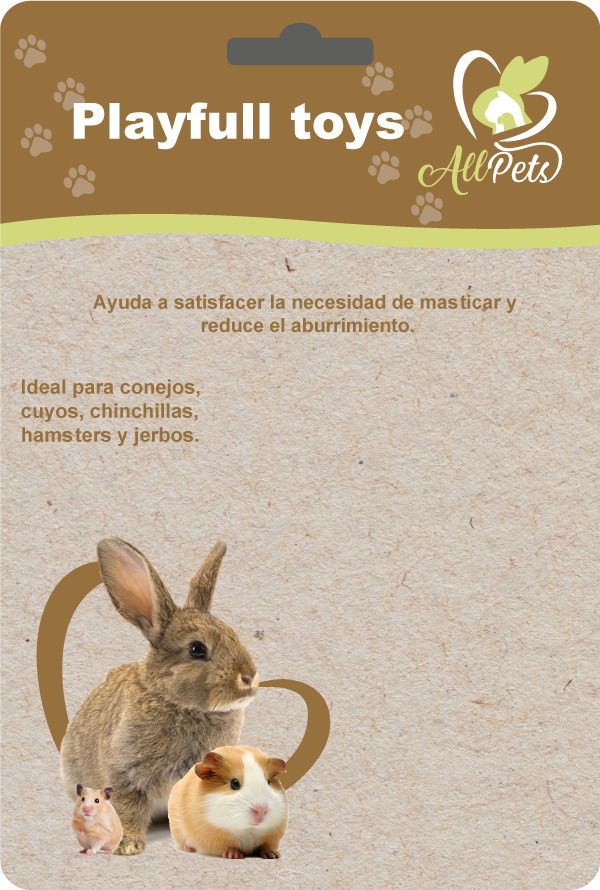 Playfull toys
AllPets
Ayuda a satisfacer la necesidad de masticar y
reduce el aburrimiento.
Ideal para conejos,
cuyos, chinchillas,
hamsters y jerbos.